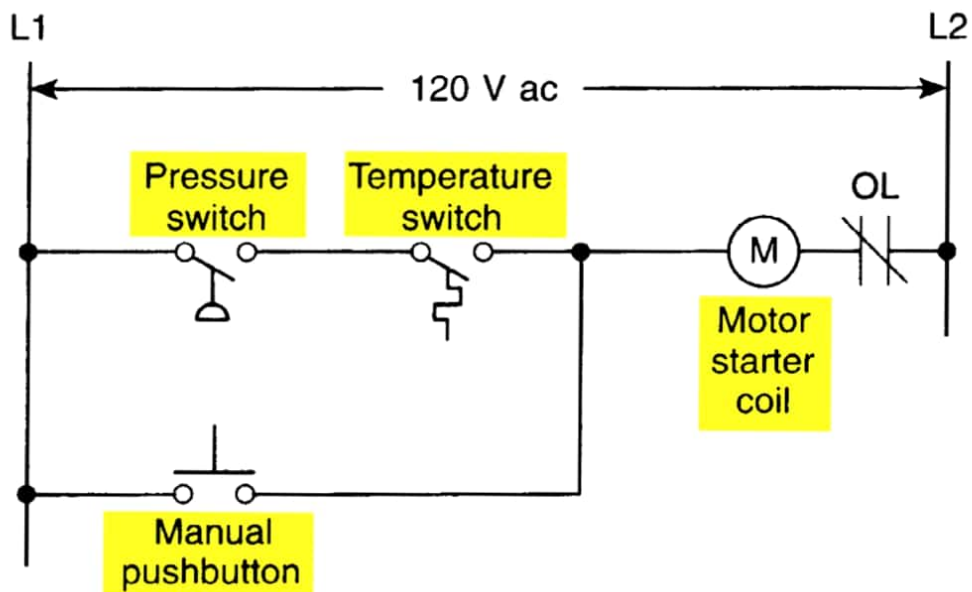 L1
L2
120 V ac
Pressure
switch
Temperature
switch
OL
M
Motor
starter
coil
Manual
pushbutton